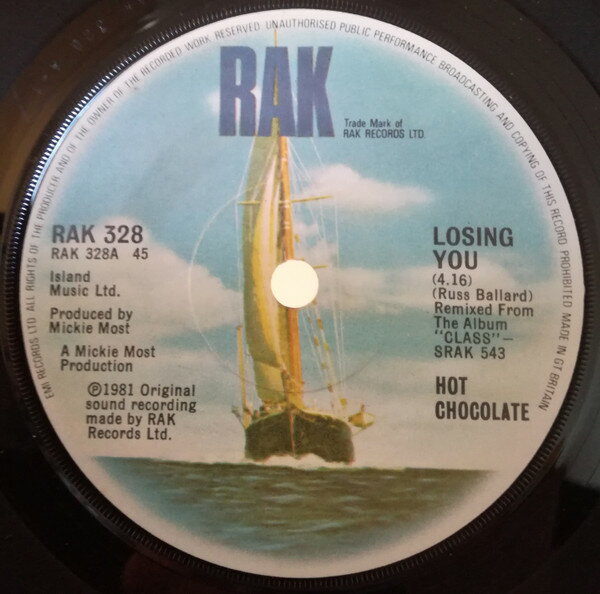 EMI RECORDS LTD ALL RIGHTS OF THE PRODUCER AND OF THE OWNER OF THE RECORDED WORK RESERVED UNAUTHORISED PUBLIC PERFORMANCE BROADCASTING AND COPYING OF THIS RECORD PROHIBITED MADE IN GT BRITAIN
RAK
Trade Mark of
RAK RECORDS LTD.
RAK 328
RAK 328A 45
Island
Music Ltd.
Produced by
Mickie Most
A Mickie Most
Production
℗1981 Original
sound recording
made by RAK
Records Ltd.
LOSING
YOU
(4.16)
(Russ Ballard)
Remixed From
The Album
"CLASS"—
SRAK 543
HOT
CHOCOLATE